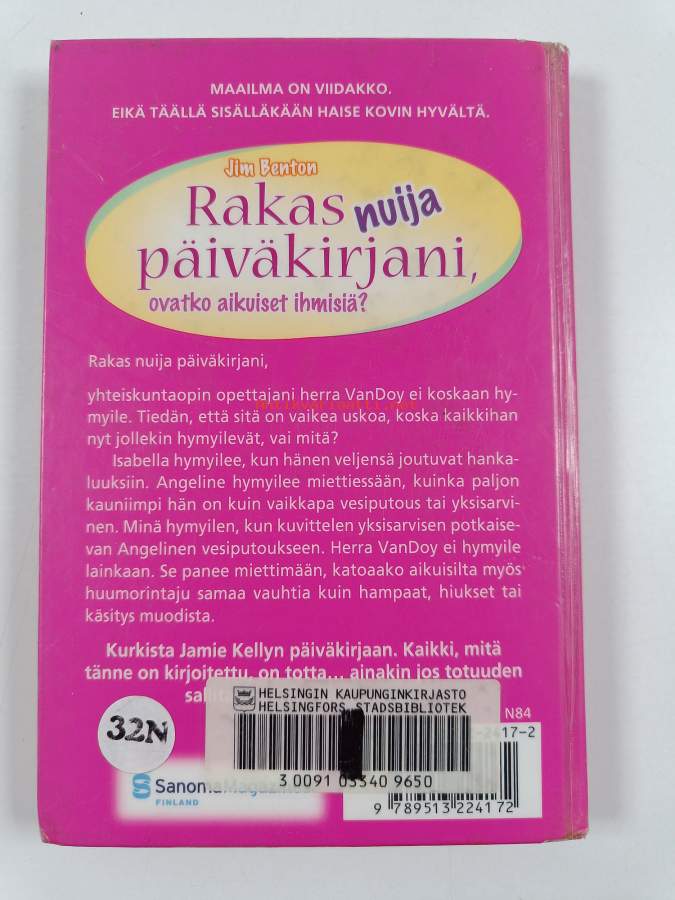 MAAILMA ON VIIDAKKO.
EIKÄ TÄÄLLÄ SISÄLLÄKÄÄN HAISE KOVIN HYVÄLTÄ.
Jim Benton
Rakas nuija
päiväkirjani,
ovatko aikuiset ihmisiä?
Rakas nuija päiväkirjani,
yhteiskuntaopin opettajani herra VanDoy ei koskaan hy-
myile. Tiedän, että sitä on vaikea uskoa, koska kaikkihan
nyt jollekin hymyilevät, vai mitä?
Isabella hymyilee, kun hänen veljensä joutuvat hanka-
luuksiin. Angeline hymyilee miettiessään, kuinka paljon
kauniimpi hän on kuin vaikkapa vesiputous tai yksisarvi-
nen. Minä hymyilen, kun kuvittelen yksisarvisen potkaise-
van Angelinen vesiputoukseen. Herra VanDoy ei hymyile
lainkaan. Se panee miettimään, katoaako aikuisilta myös
huumorintaju samaa vauhtia kuin hampaat, hiukset tai
käsitys muodista.
Kurkista Jamie Kellyn päiväkirjaan. Kaikki, mitä
tänne on kirjoitettu, on totta... ainakin jos totuuden
HELSINGIN KAUPUNGINKIRJASTO
HELSINGFORS STADSBIBLIOTEK
32N
N84
-2417-2
3 0091 03340 9650
Sanoma Magazines
FINLAND
9 789513 224172